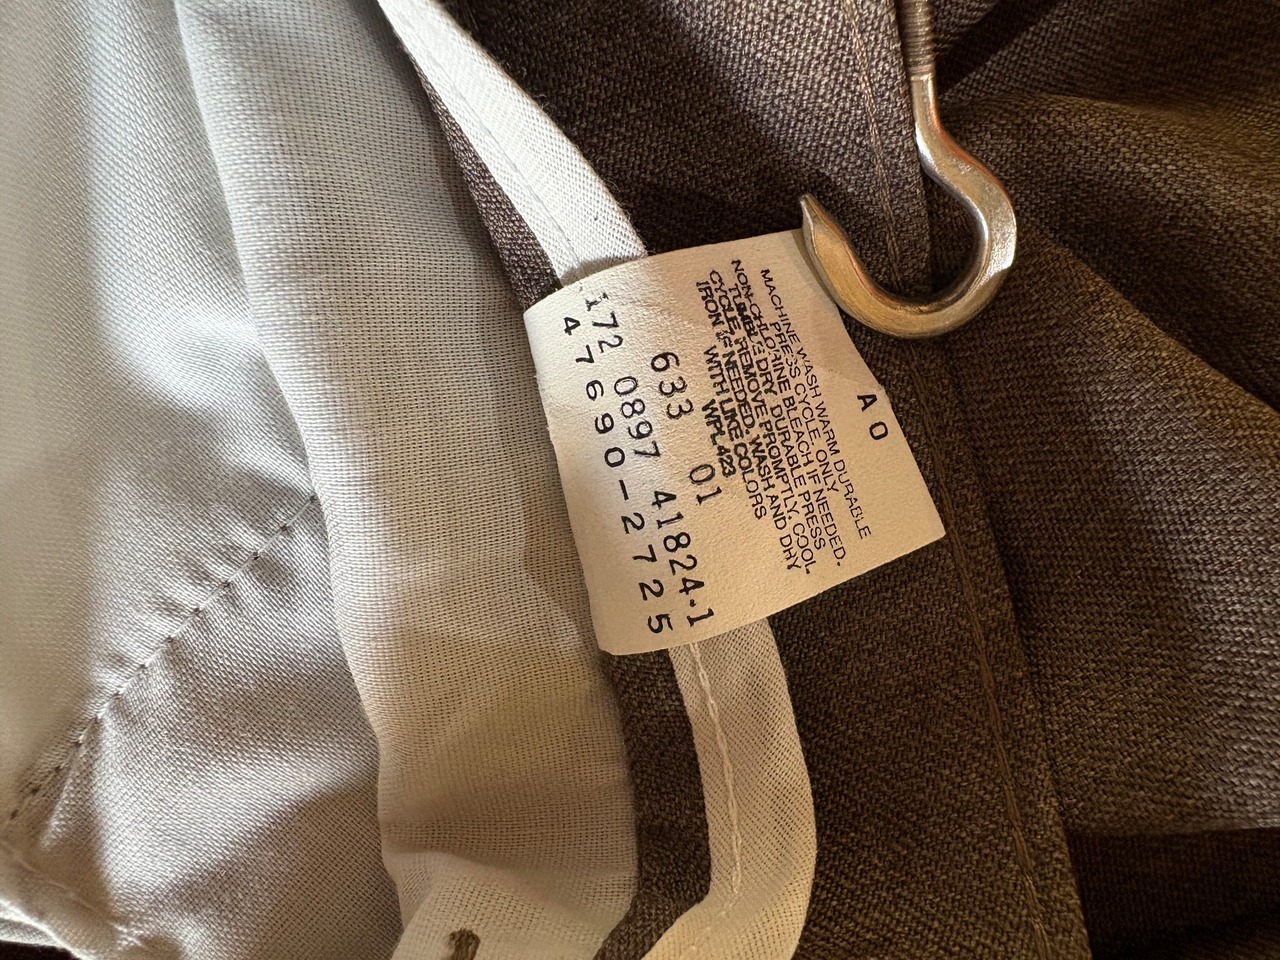 A O
MACHINE WASH WARM DURABLE
PRESS CYCLE. ONLY
NON-CHLORINE BLEACH IF NEEDED.
TUMBLE DRY DURABLE PRESS
CYCLE. REMOVE PROMPTLY. COOL
IRON IF NEEDED. WASH AND DRY
WITH LIKE COLORS
WPL 423
633 01
172 0897 41824-1
47690-2725